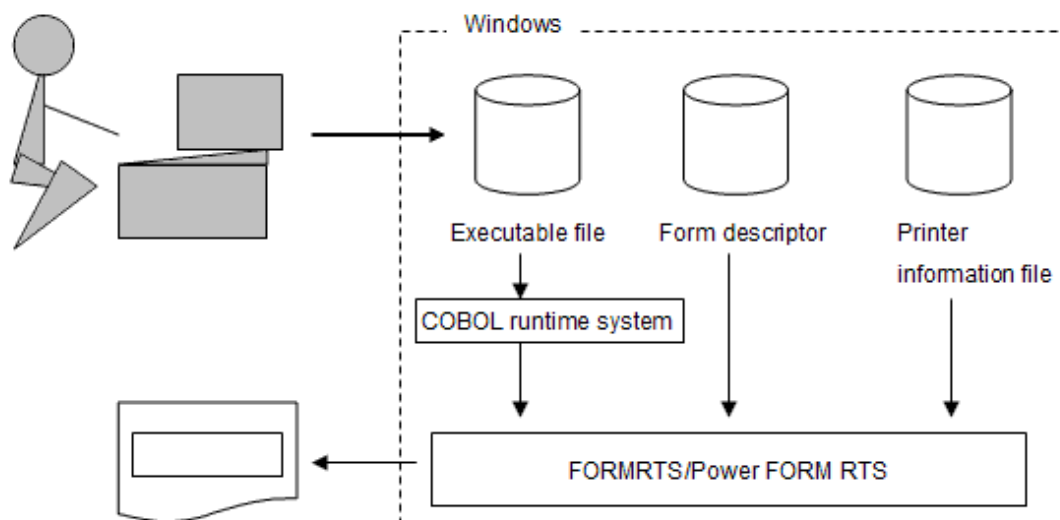 Windows
Executable file
Form descriptor
Printer
information file
COBOL runtime system
FORMRTS/Power FORM RTS